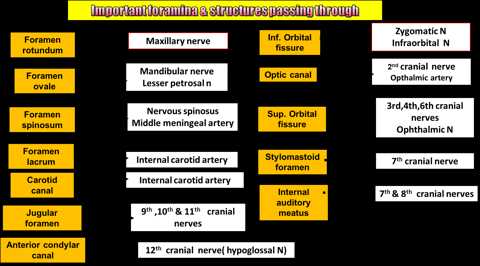 Important foramina & structures passing through
Foramen
rotundum
Maxillary nerve
Foramen
ovale
Mandibular nerve
Lesser petrosal n
Foramen
spinosum
Nervous spinosus
Middle meningeal artery
Foramen
lacrum
Internal carotid artery
Carotid
canal
Internal carotid artery
Jugular
foramen
9th ,10th & 11th cranial
nerves
Anterior condylar
canal
12th cranial nerve( hypoglossal N)
Inf. Orbital
fissure
Zygomatic N
Infraorbital N
Optic canal
2nd cranial nerve
Opthalmic artery
Sup. Orbital
fissure
3rd,4th,6th cranial
nerves
Ophthalmic N
Stylomastoid
foramen
7th cranial nerve
Internal
auditory
meatus
7th & 8th cranial nerves